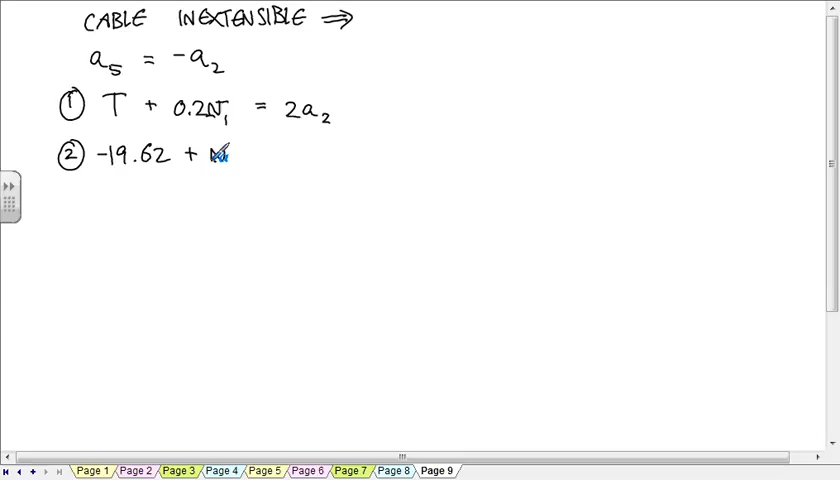 CABLE INEXTENSIBLE ⇒
a₅ = -a₂
① T + 0.2N₁ = 2a₂
② -19.62 + N
Page 1 Page 2 Page 3 Page 4 Page 5 Page 6 Page 7 Page 8 Page 9